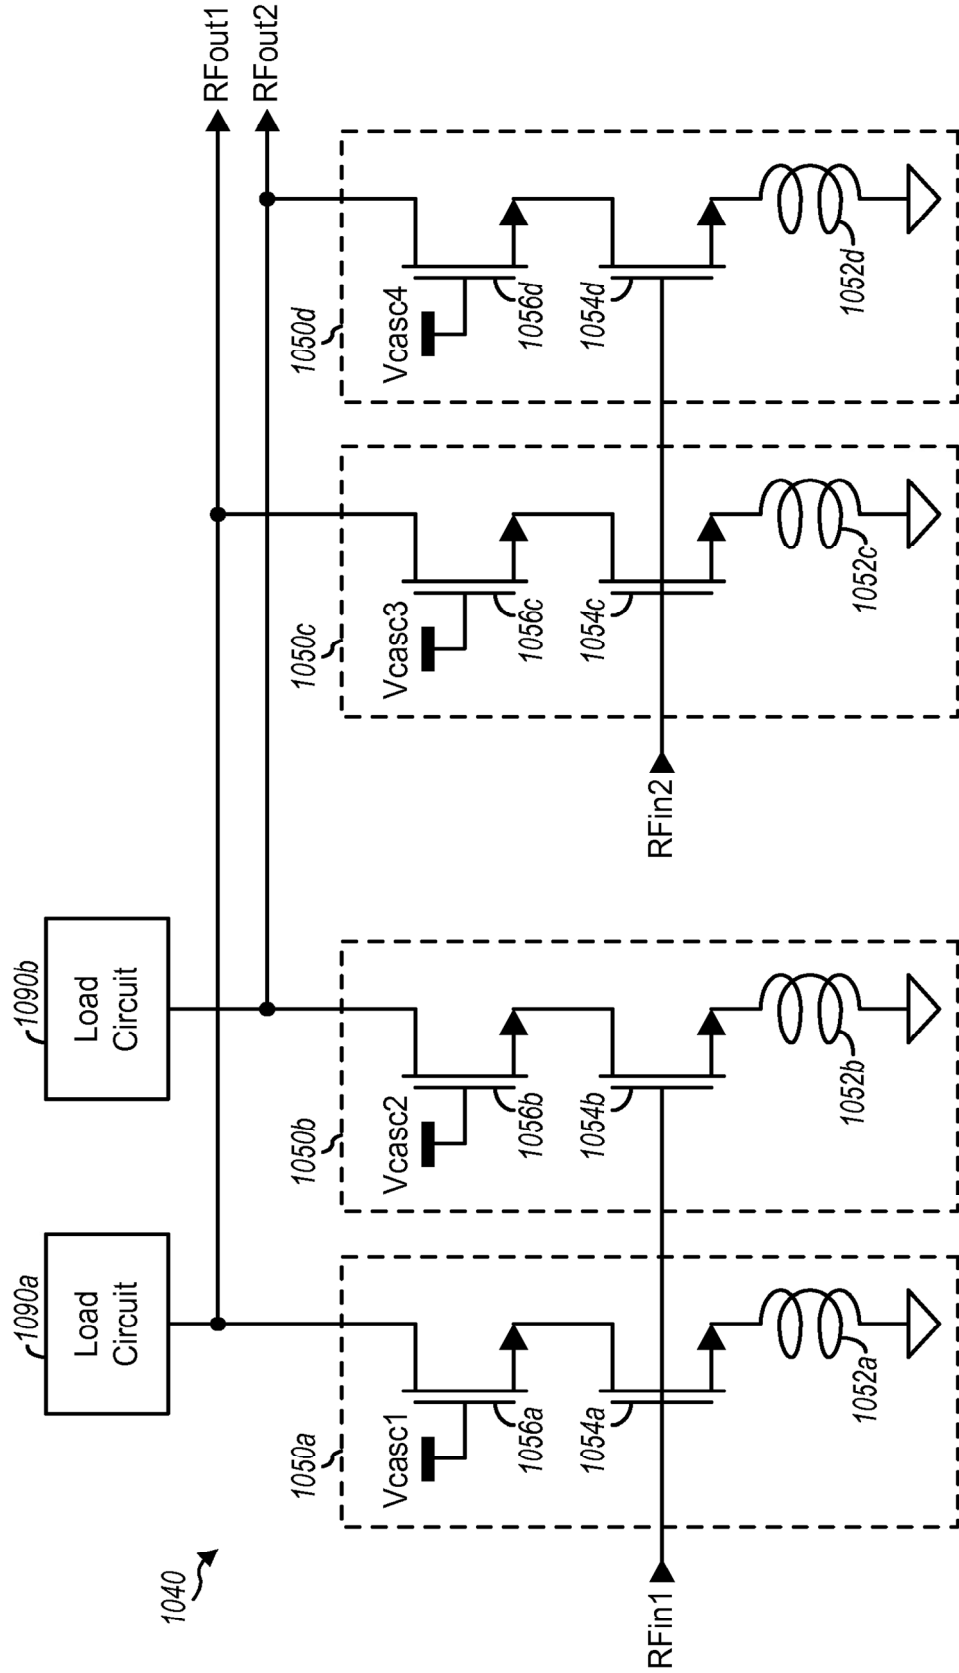 1040
1090a
Load
Circuit
1090b
Load
Circuit
RFout1
RFout2
1050a
Vcasc1
1056a
1054a
1052a
RFin1
1050b
Vcasc2
1056b
1054b
1052b
1050c
Vcasc3
1056c
1054c
1052c
RFin2
1050d
Vcasc4
1056d
1054d
1052d